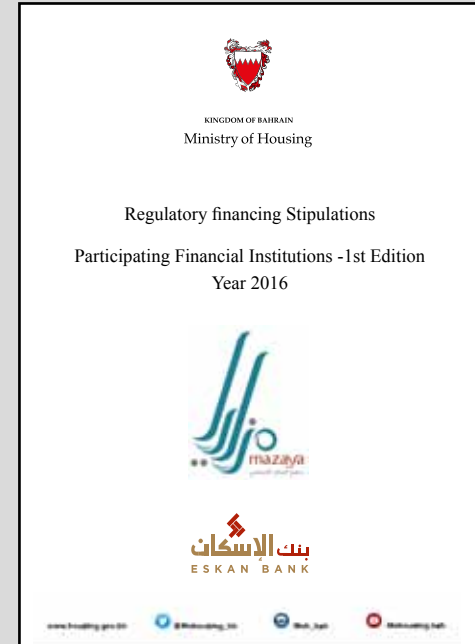 KINGDOM OF BAHRAIN
Ministry of Housing
Regulatory financing Stipulations
Participating Financial Institutions -1st Edition
Year 2016
mazaya
بنك الإسكان
ESKAN BANK